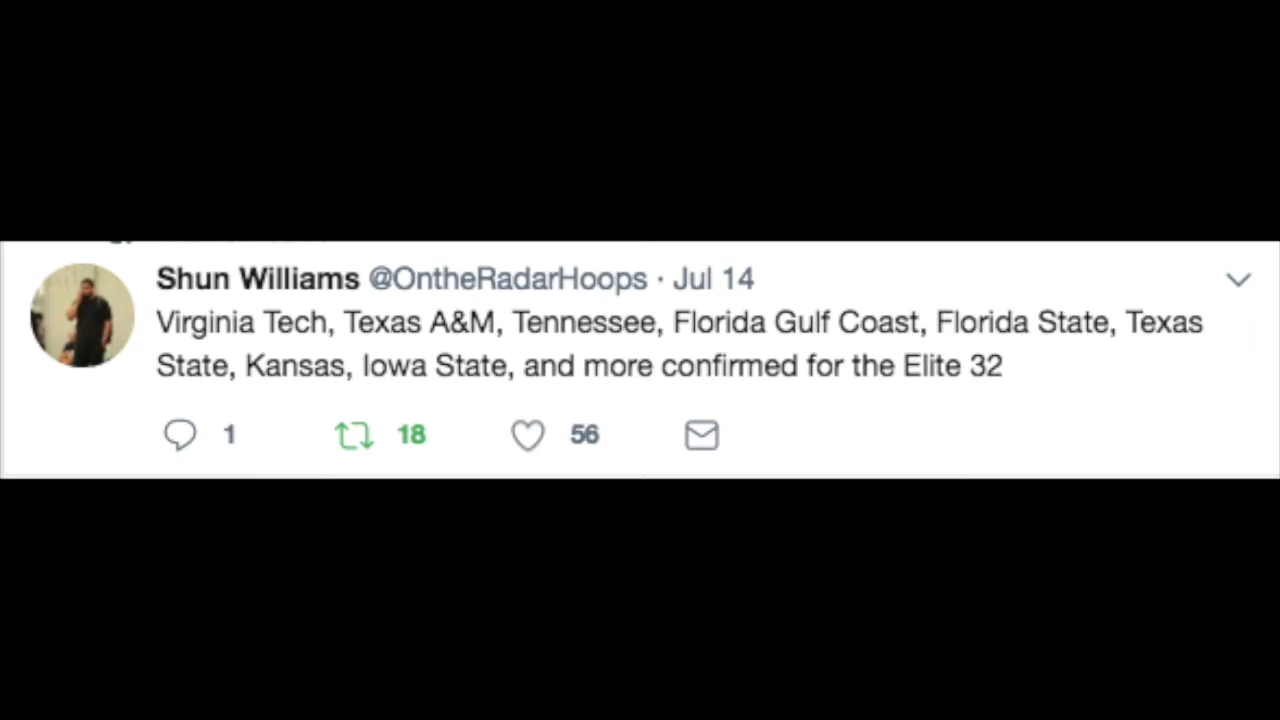 Shun Williams @OntheRadarHoops · Jul 14
Virginia Tech, Texas A&M, Tennessee, Florida Gulf Coast, Florida State, Texas
State, Kansas, Iowa State, and more confirmed for the Elite 32
1 18 56